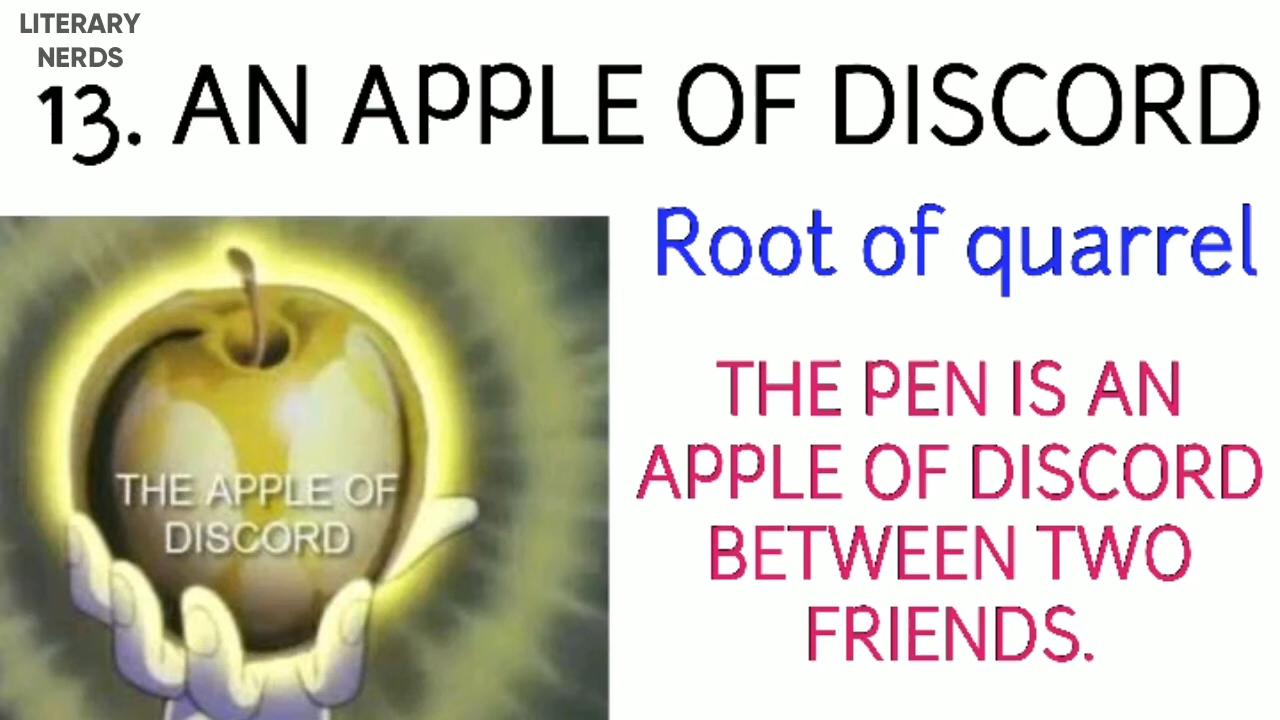 LITERARY
NERDS
13. AN APPLE OF DISCORD
Root of quarrel
THE PEN IS AN
APPLE OF DISCORD
BETWEEN TWO
FRIENDS.
THE APPLE OF
DISCORD